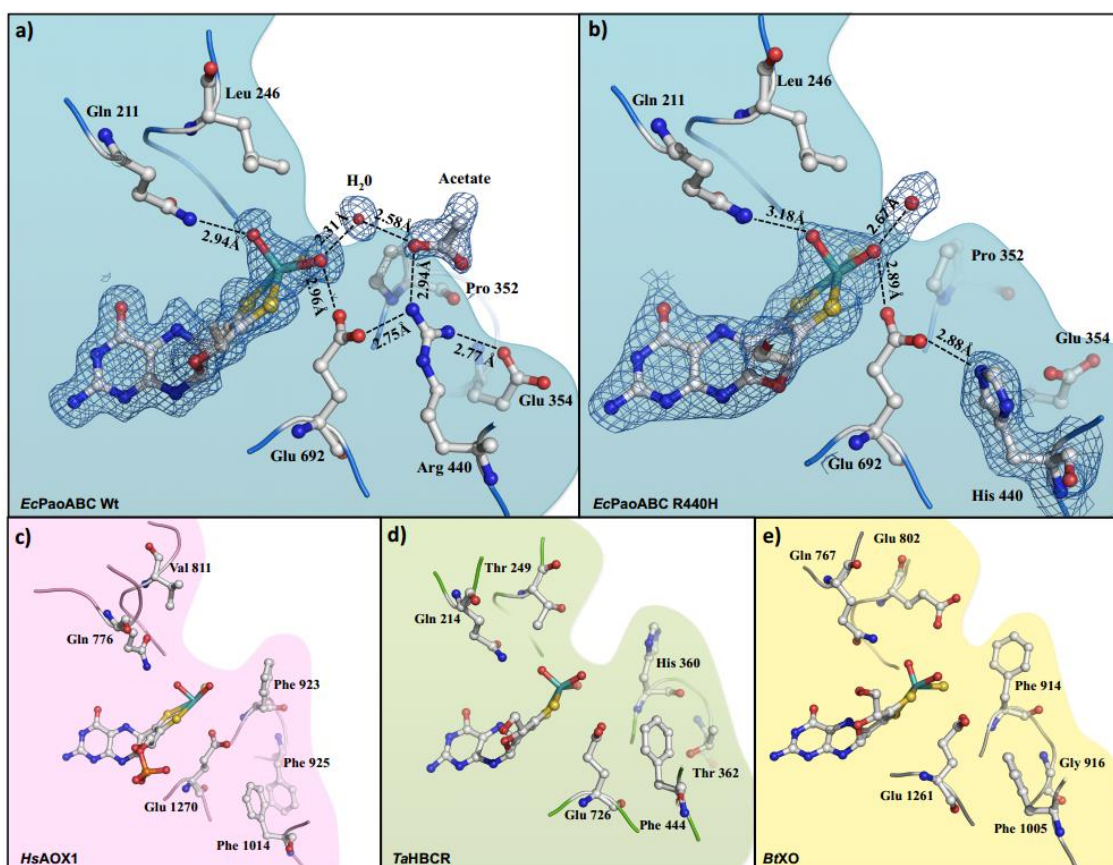 a)
Leu 246
Gln 211
H20
Acetate
2.94Å
2.31Å
2.58Å
2.96Å
2.94Å
Pro 352
2.75Å
2.77Å
Glu 354
Glu 692
Arg 440
EcPaoABC Wt
b)
Leu 246
Gln 211
3.18Å
2.67Å
2.89Å
Pro 352
2.88Å
Glu 354
Glu 692
His 440
EcPaoABC R440H
c)
Val 811
Gln 776
Phe 923
Phe 925
Glu 1270
Phe 1014
HsAOX1
d)
Thr 249
Gln 214
His 360
Thr 362
Glu 726
Phe 444
TaHBCR
e)
Glu 802
Gln 767
Phe 914
Gly 916
Glu 1261
Phe 1005
BtXO